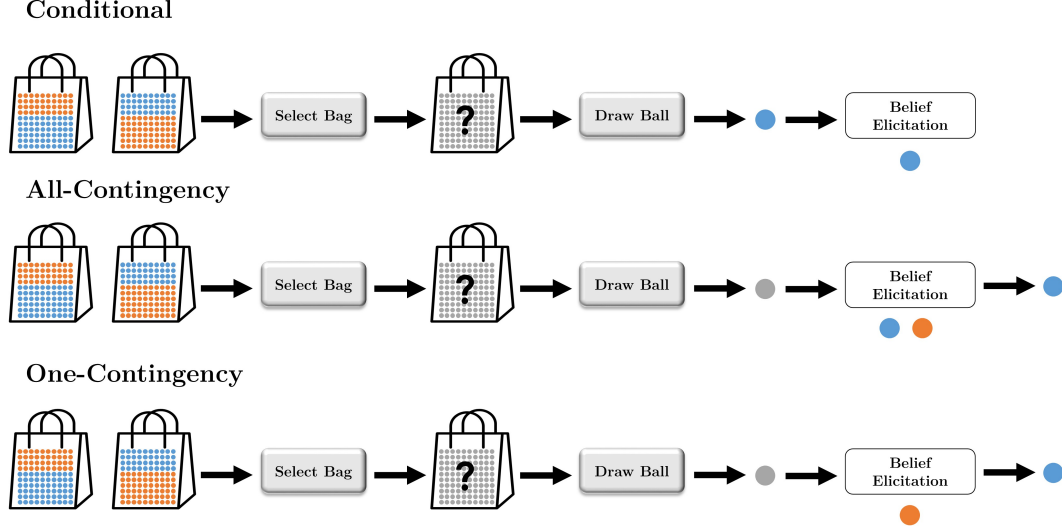 Conditional
Select Bag
?
Draw Ball
Belief
Elicitation
All-Contingency
Select Bag
?
Draw Ball
Belief
Elicitation
One-Contingency
Select Bag
?
Draw Ball
Belief
Elicitation